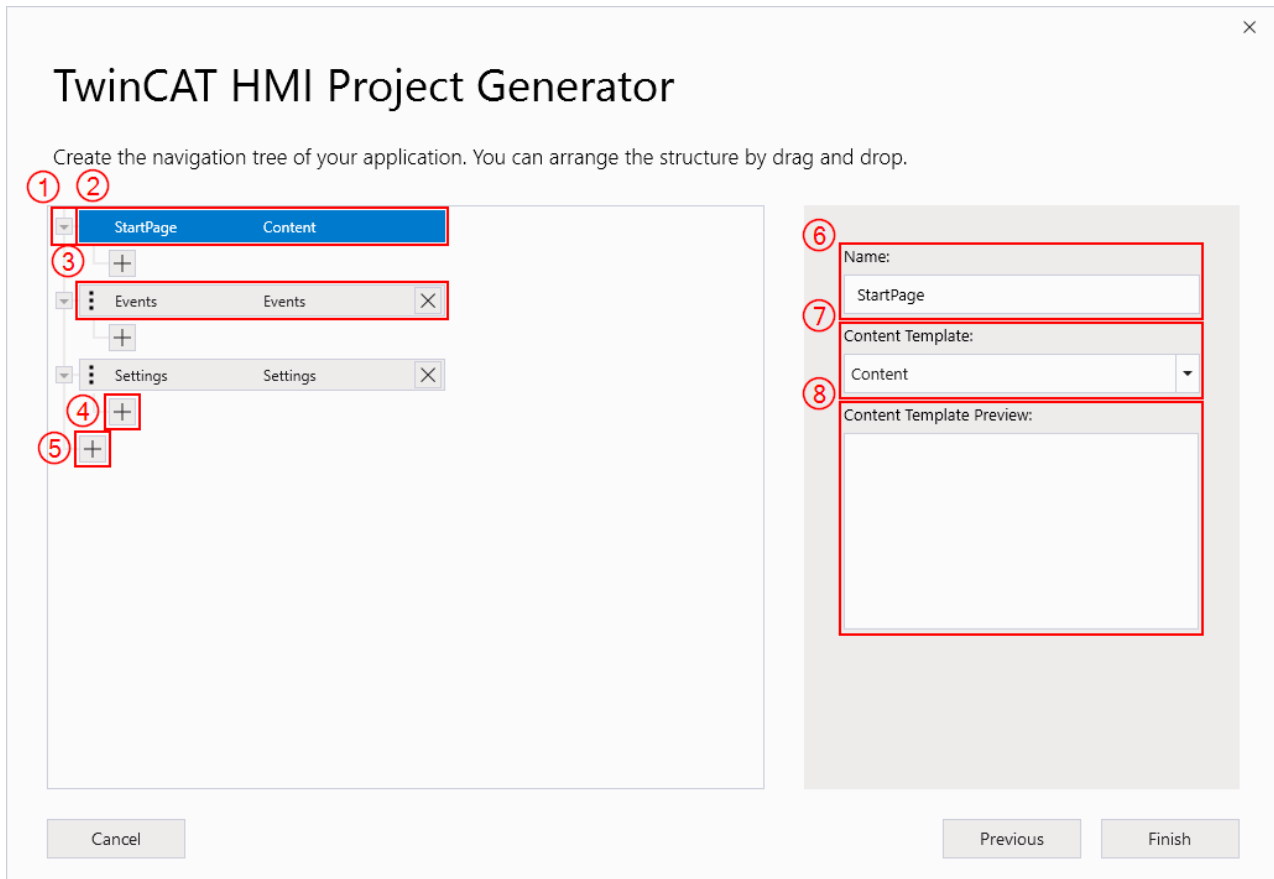 TwinCAT HMI Project Generator
Create the navigation tree of your application. You can arrange the structure by drag and drop.
1 2
StartPage Content
3
Events Events
Settings Settings
4
5
6
Name:
StartPage
7
Content Template:
Content
8
Content Template Preview:
Cancel Previous Finish